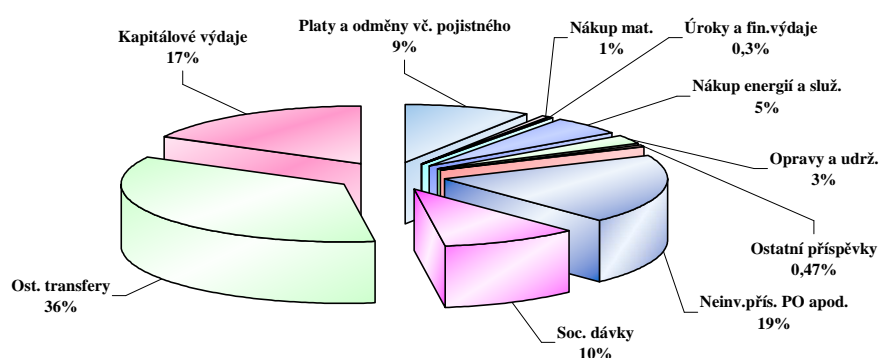 Kapitálové výdaje
17%
Platy a odměny vč. pojistného
9%
Nákup mat.
1%
Úroky a fin.výdaje
0,3%
Nákup energií a služ.
5%
Opravy a udrž.
3%
Ostatní příspěvky
0,47%
Neinv.přís. PO apod.
19%
Soc. dávky
10%
Ost. transfery
36%